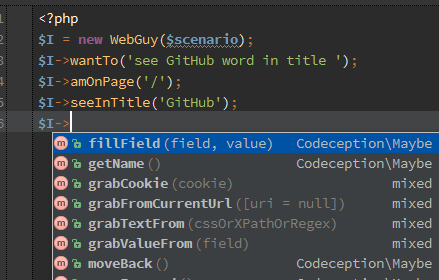 1 <?php
2 $I = new WebGuy($scenario);
3 $I->wantTo('see GitHub word in title ');
4 $I->amOnPage('/');
5 $I->seeInTitle('GitHub');
6 $I->
m fillField(field, value) Codeception\Maybe
m getName() Codeception\Maybe
m grabCookie(cookie) mixed
m grabFromCurrentUrl([uri = null]) mixed
m grabTextFrom(cssOrXPathOrRegex) mixed
m grabValueFrom(field) mixed
m moveBack() Codeception\Maybe